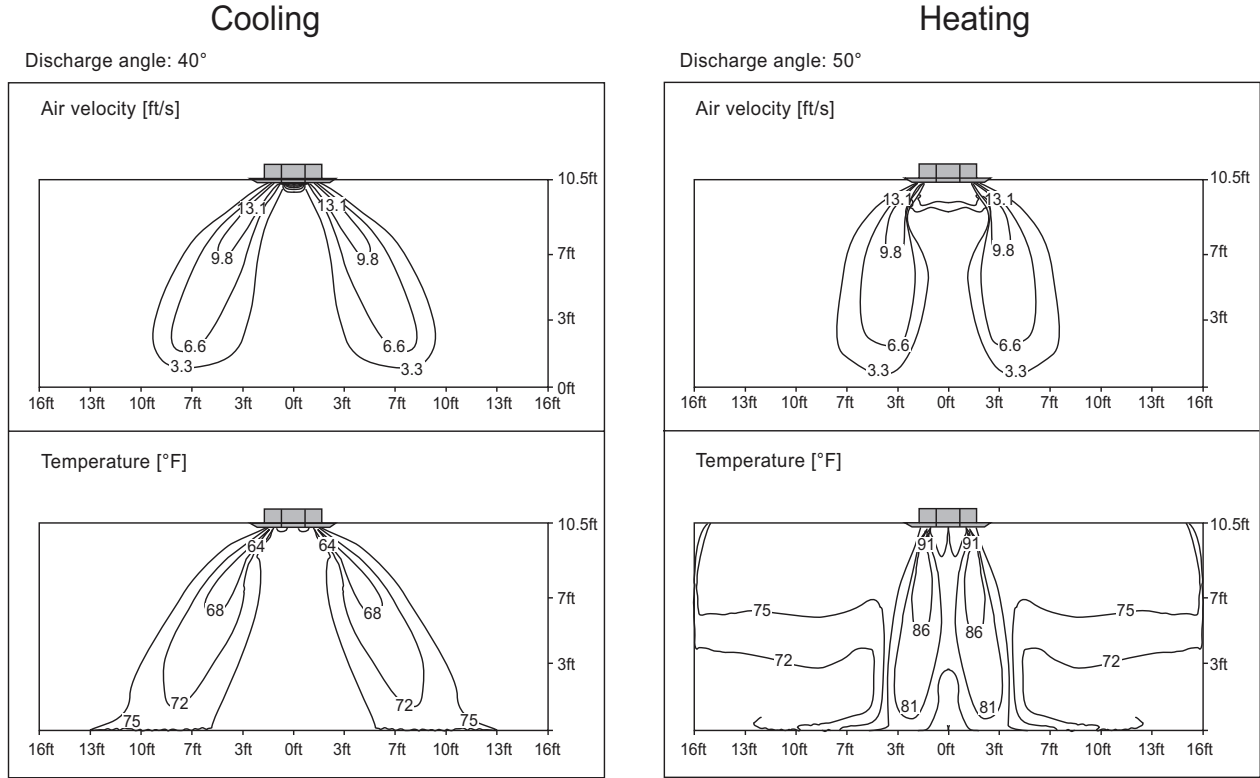 Cooling
Discharge angle: 40°
Air velocity [ft/s]
13.1 13.1
9.8 9.8
6.6 6.6
3.3 3.3
10.5ft
7ft
3ft
0ft
16ft 13ft 10ft 7ft 3ft 0ft 3ft 7ft 10ft 13ft 16ft
Temperature [°F]
64 64
68 68
72 72
75 75
10.5ft
7ft
3ft
16ft 13ft 10ft 7ft 3ft 0ft 3ft 7ft 10ft 13ft 16ft
Heating
Discharge angle: 50°
Air velocity [ft/s]
13.1 13.1
9.8 9.8
6.6 6.6
3.3 3.3
10.5ft
7ft
3ft
16ft 13ft 10ft 7ft 3ft 0ft 3ft 7ft 10ft 13ft 16ft
Temperature [°F]
91 91
75 75
86 86
72 72
81 81
10.5ft
7ft
3ft
16ft 13ft 10ft 7ft 3ft 0ft 3ft 7ft 10ft 13ft 16ft